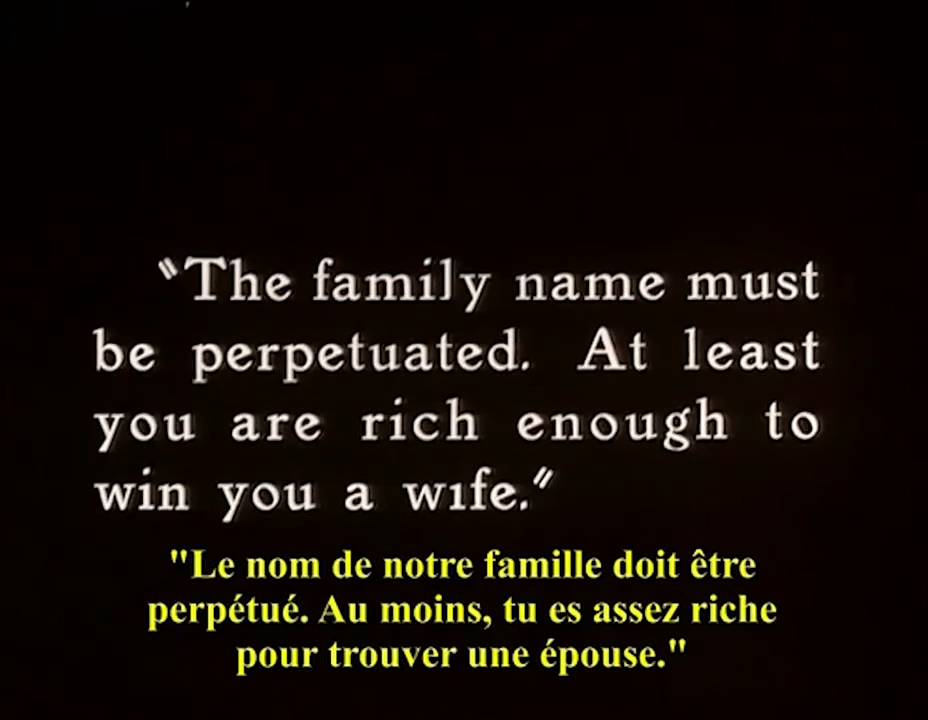 "The family name must
be perpetuated. At least
you are rich enough to
win you a wife."
"Le nom de notre famille doit être
perpétué. Au moins, tu es assez riche
pour trouver une épouse."